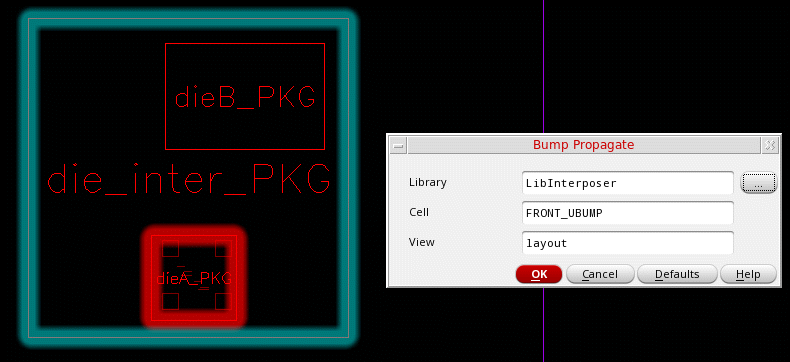 dieB_PKG
die_inter_PKG
dieA_PKG
Bump Propagate
Library
LibInterposer
...
Cell
FRONT_UBUMP
View
layout
OK
Cancel
Defaults
Help